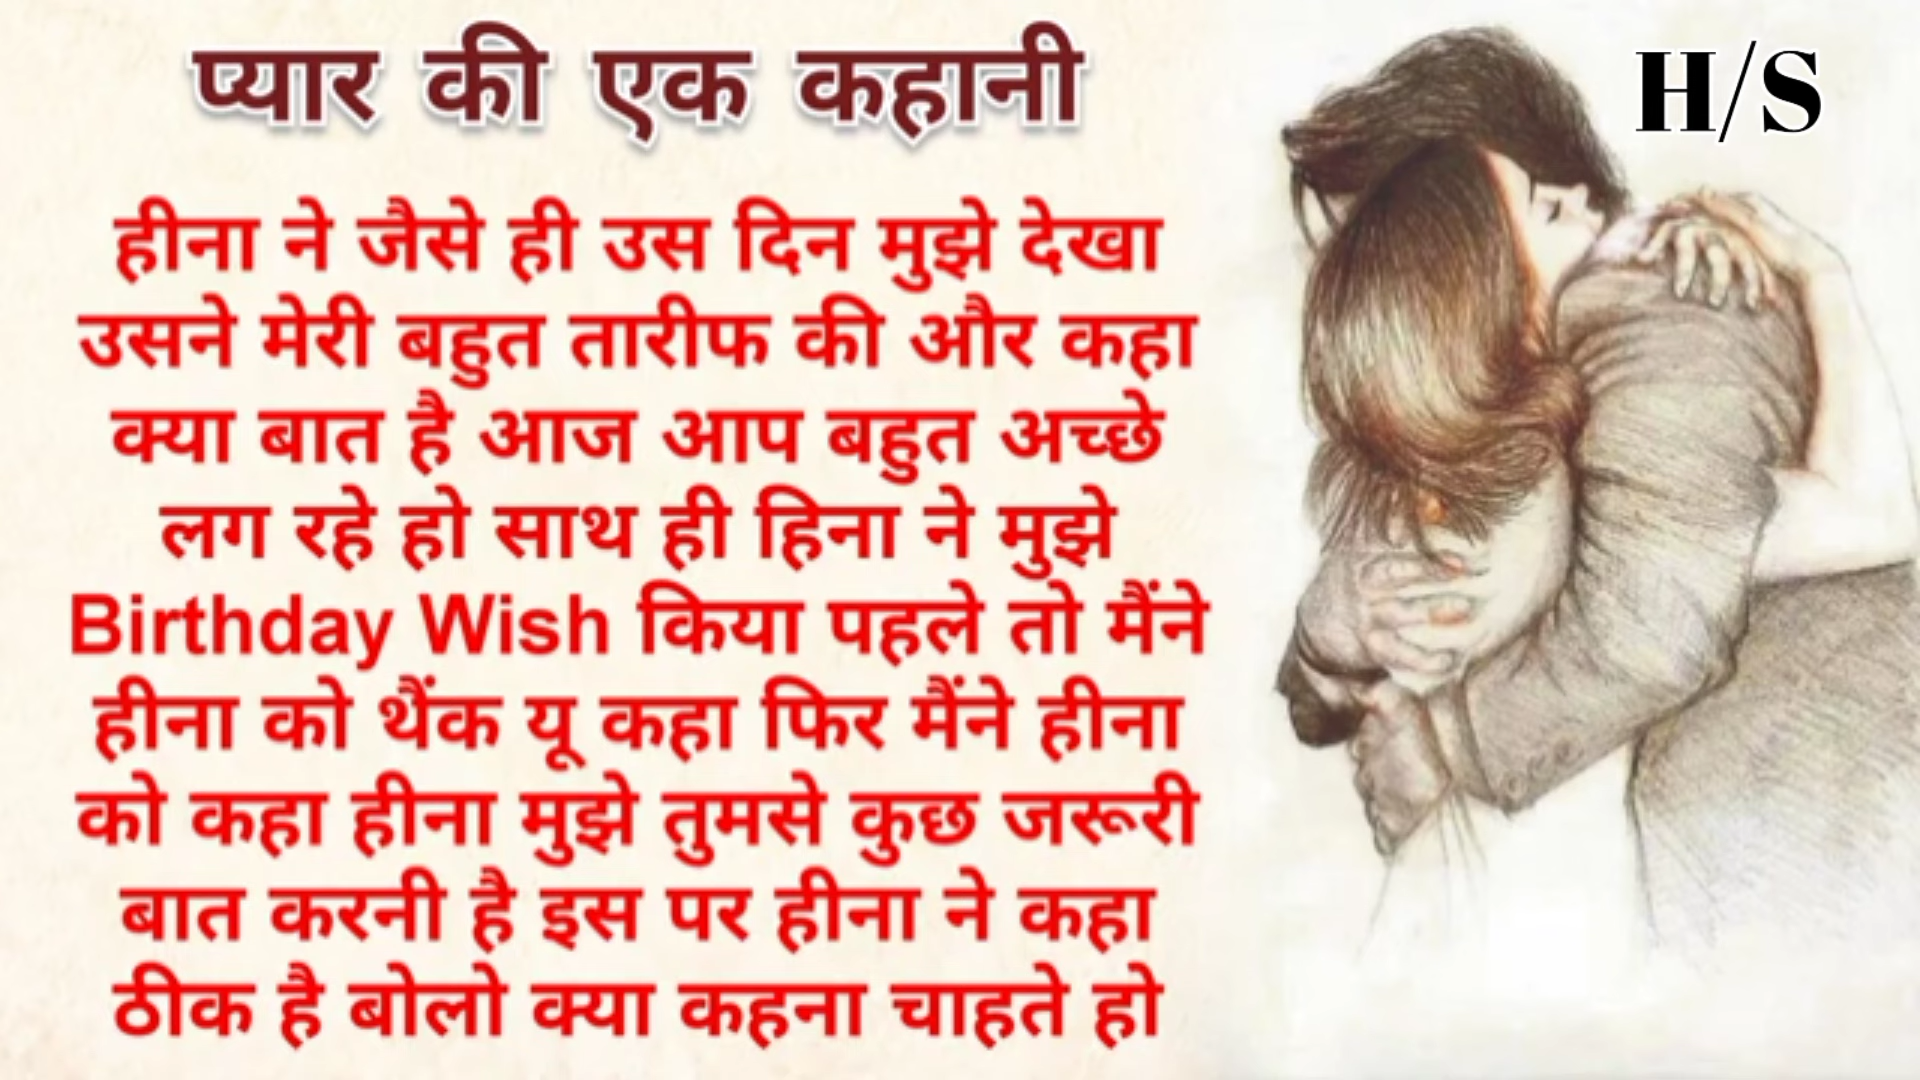 प्यार की एक कहानी
H/S
हीना ने जैसे ही उस दिन मुझे देखा
उसने मेरी बहुत तारीफ की और कहा
क्या बात है आज आप बहुत अच्छे
लग रहे हो साथ ही हिना ने मुझे
Birthday Wish किया पहले तो मैंने
हीना को थैंक यू कहा फिर मैंने हीना
को कहा हीना मुझे तुमसे कुछ जरूरी
बात करनी है इस पर हीना ने कहा
ठीक है बोलो क्या कहना चाहते हो